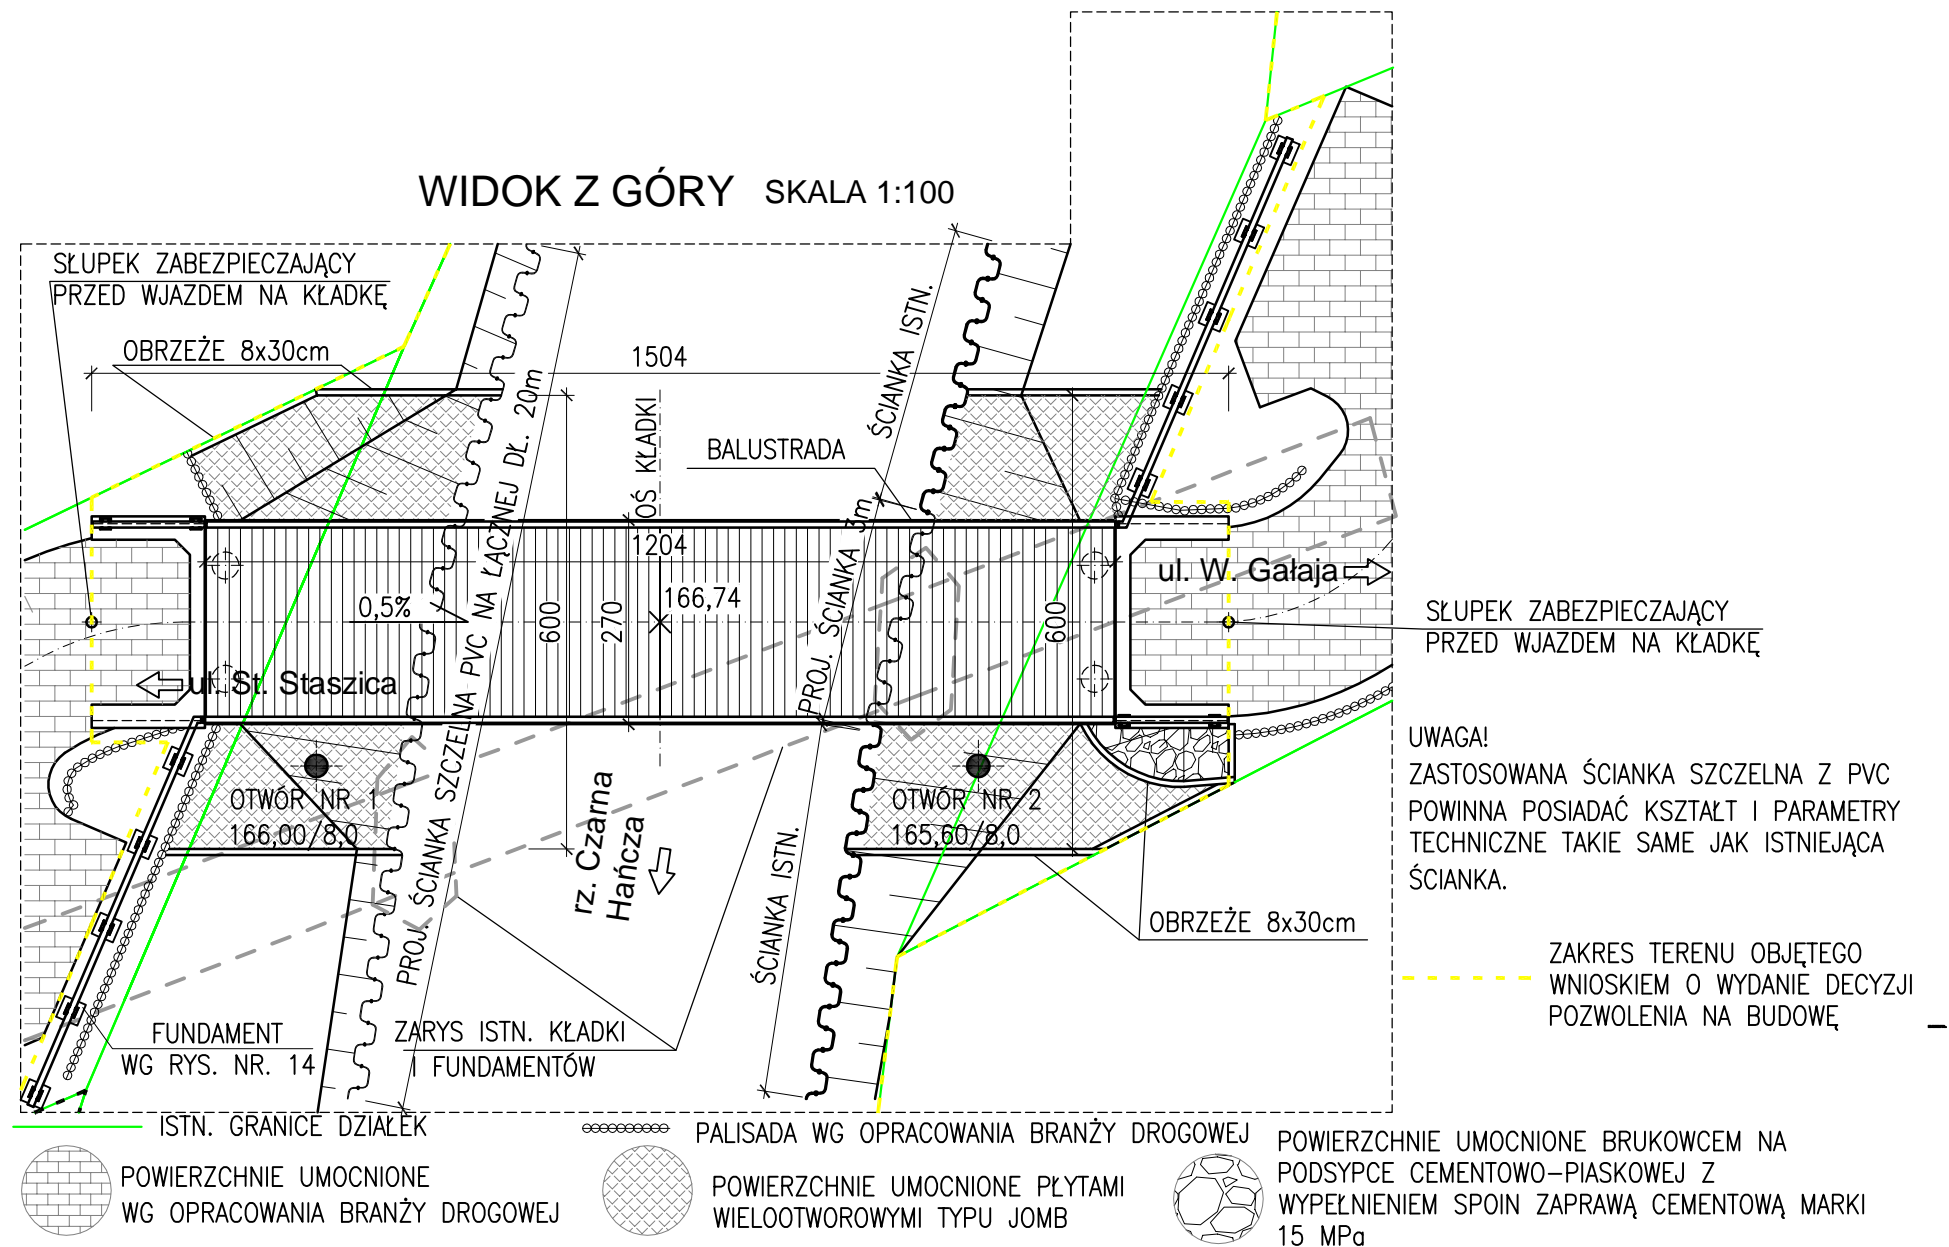 WIDOK Z GÓRY SKALA 1:100
SŁUPEK ZABEZPIECZAJĄCY
PRZED WJAZDEM NA KŁADKĘ
OBRZEŻE 8x30cm
1504
OŚ KŁADKI
BALUSTRADA
ŚCIANKA ISTN.
PROJ. ŚCIANKA SZCZELNA PVC NA ŁĄCZNEJ DŁ. 20m
PROJ. ŚCIANKA 3m
1204
0,5%
600
270
166,74
600
ul. W. Gałaja
ul. St. Staszica
SŁUPEK ZABEZPIECZAJĄCY
PRZED WJAZDEM NA KŁADKĘ
OTWÓR NR 1
166,00/8,0
OTWÓR NR 2
165,60/8,0
rz. Czarna
Hańcza
ŚCIANKA ISTN.
UWAGA!
ZASTOSOWANA ŚCIANKA SZCZELNA Z PVC
POWINNA POSIADAĆ KSZTAŁT I PARAMETRY
TECHNICZNE TAKIE SAME JAK ISTNIEJĄCA
ŚCIANKA.
OBRZEŻE 8x30cm
ZAKRES TERENU OBJĘTEGO
WNIOSKIEM O WYDANIE DECYZJI
POZWOLENIA NA BUDOWĘ
FUNDAMENT
WG RYS. NR. 14
ZARYS ISTN. KŁADKI
I FUNDAMENTÓW
ISTN. GRANICE DZIAŁEK
PALISADA WG OPRACOWANIA BRANŻY DROGOWEJ
POWIERZCHNIE UMOCNIONE
WG OPRACOWANIA BRANŻY DROGOWEJ
POWIERZCHNIE UMOCNIONE PŁYTAMI
WIELOOTWOROWYMI TYPU JOMB
POWIERZCHNIE UMOCNIONE BRUKOWCEM NA
PODSYPCE CEMENTOWO-PIASKOWEJ Z
WYPEŁNIENIEM SPOIN ZAPRAWĄ CEMENTOWĄ MARKI
15 MPa